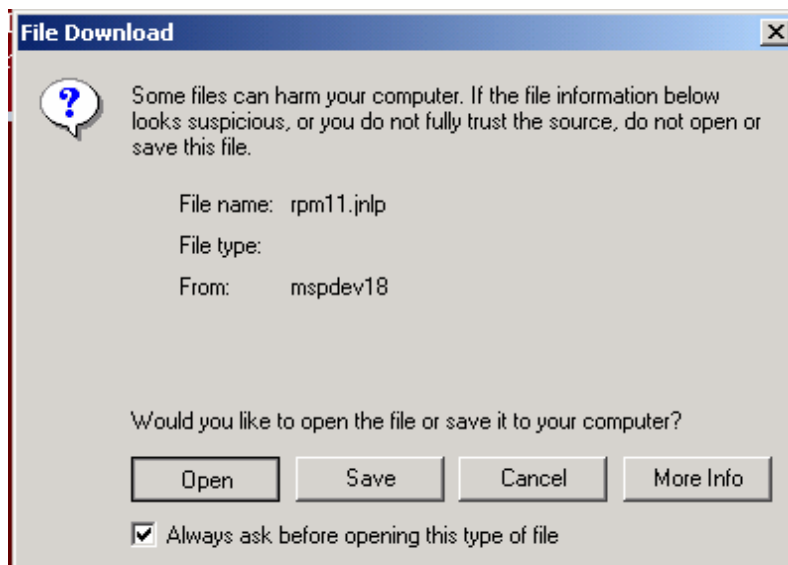 File Download
Some files can harm your computer. If the file information below
looks suspicious, or you do not fully trust the source, do not open or
save this file.
File name: rpm11.jnlp
File type:
From: mspdev18
Would you like to open the file or save it to your computer?
Open Save Cancel More Info
Always ask before opening this type of file